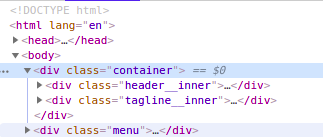 <!DOCTYPE html>
<html lang="en">
▶<head>…</head>
▼<body>
… ▼<div class="container"> == $0
▶<div class="header__inner">…</div>
▶<div class="tagline__inner">…</div>
</div>
▶<div class="menu">…</div>